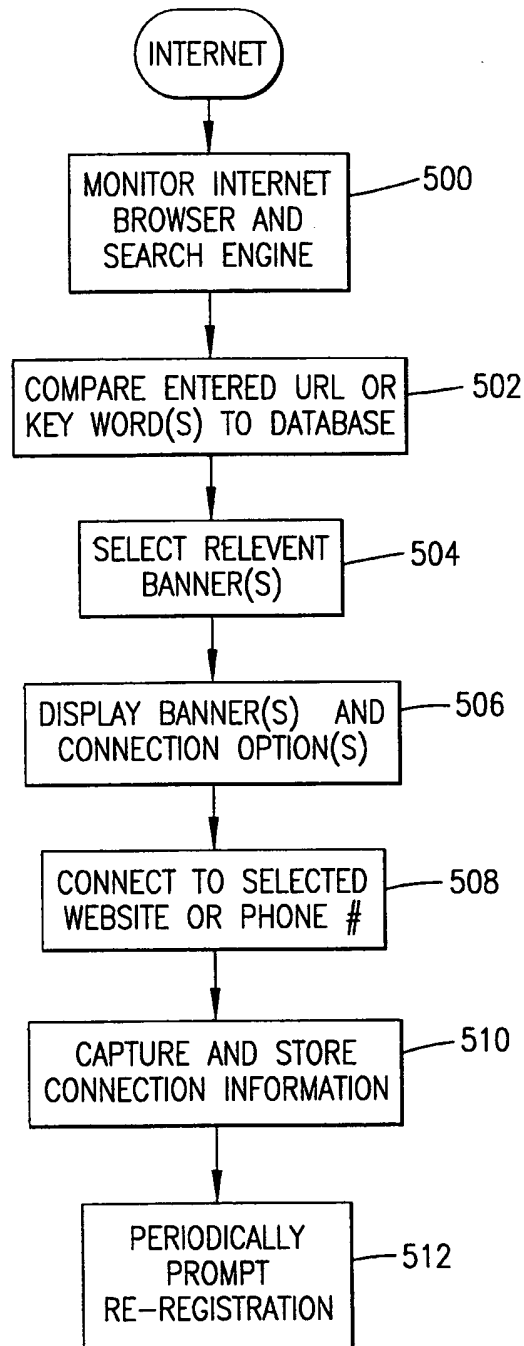 INTERNET
MONITOR INTERNET
BROWSER AND
SEARCH ENGINE
500
COMPARE ENTERED URL OR
KEY WORD(S) TO DATABASE
502
SELECT RELEVENT
BANNER(S)
504
DISPLAY BANNER(S) AND
CONNECTION OPTION(S)
506
CONNECT TO SELECTED
WEBSITE OR PHONE #
508
CAPTURE AND STORE
CONNECTION INFORMATION
510
PERIODICALLY
PROMPT
RE-REGISTRATION
512